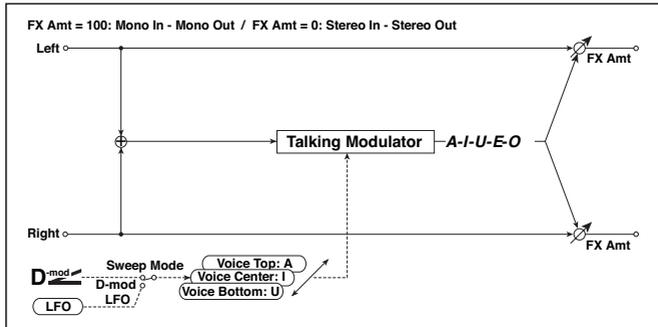 FX Amt = 100: Mono In - Mono Out / FX Amt = 0: Stereo In - Stereo Out
Left
FX Amt
Talking Modulator
A-I-U-E-O
Right
FX Amt
Sweep Mode
Voice Top: A
D-mod
D-mod
Voice Center: I
LFO
Voice Bottom: U
LFO